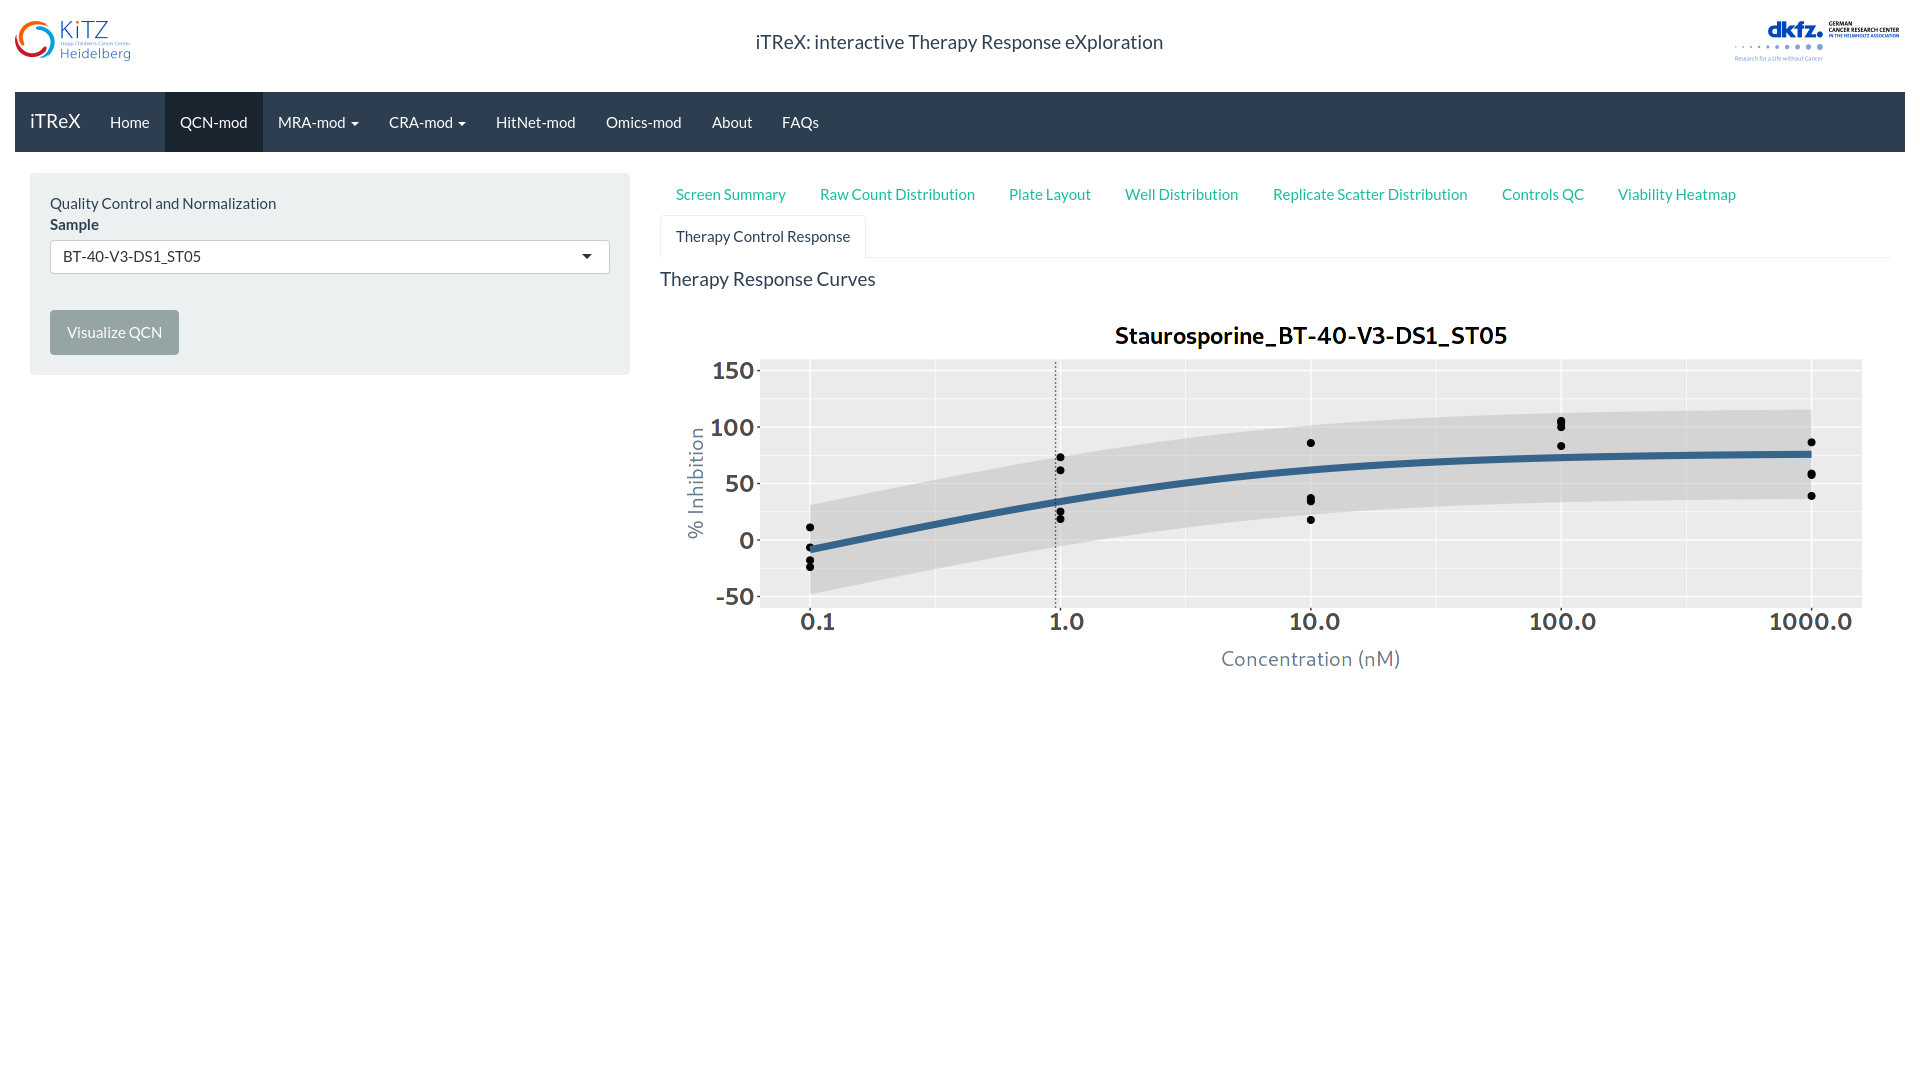 KiTZ
Hopp Children's Cancer Center
Heidelberg
iTReX: interactive Therapy Response eXploration
dkfz.
GERMAN
CANCER RESEARCH CENTER
IN THE HELMHOLTZ ASSOCIATION
Research for a Life without Cancer
iTReX Home QCN-mod MRA-mod CRA-mod HitNet-mod Omics-mod About FAQs
Quality Control and Normalization
Sample
BT-40-V3-DS1_ST05
Visualize QCN
Screen Summary Raw Count Distribution Plate Layout Well Distribution Replicate Scatter Distribution Controls QC Viability Heatmap
Therapy Control Response
Therapy Response Curves
Staurosporine_BT-40-V3-DS1_ST05
% Inhibition
150
100
50
0
-50
0.1 1.0 10.0 100.0 1000.0
Concentration (nM)